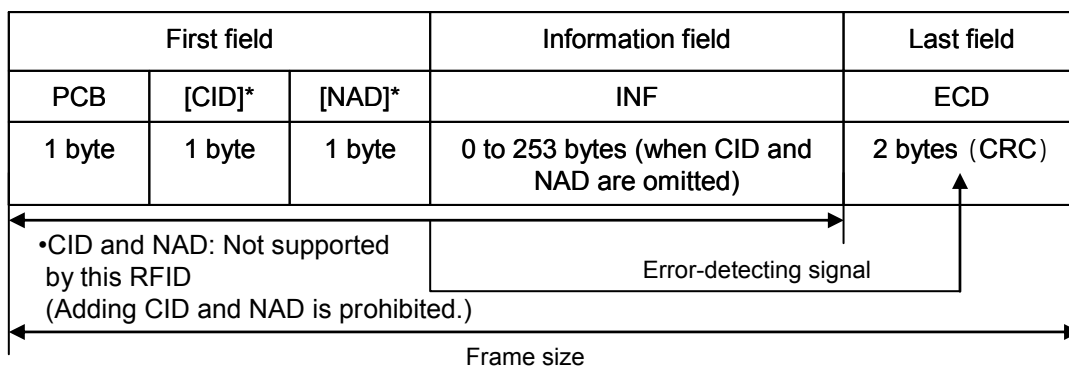 First field Information field Last field
PCB [CID]* [NAD]* INF ECD
1 byte 1 byte 1 byte 0 to 253 bytes (when CID and 2 bytes (CRC)
NAD are omitted)
•CID and NAD: Not supported
by this RFID
Error-detecting signal
(Adding CID and NAD is prohibited.)
Frame size